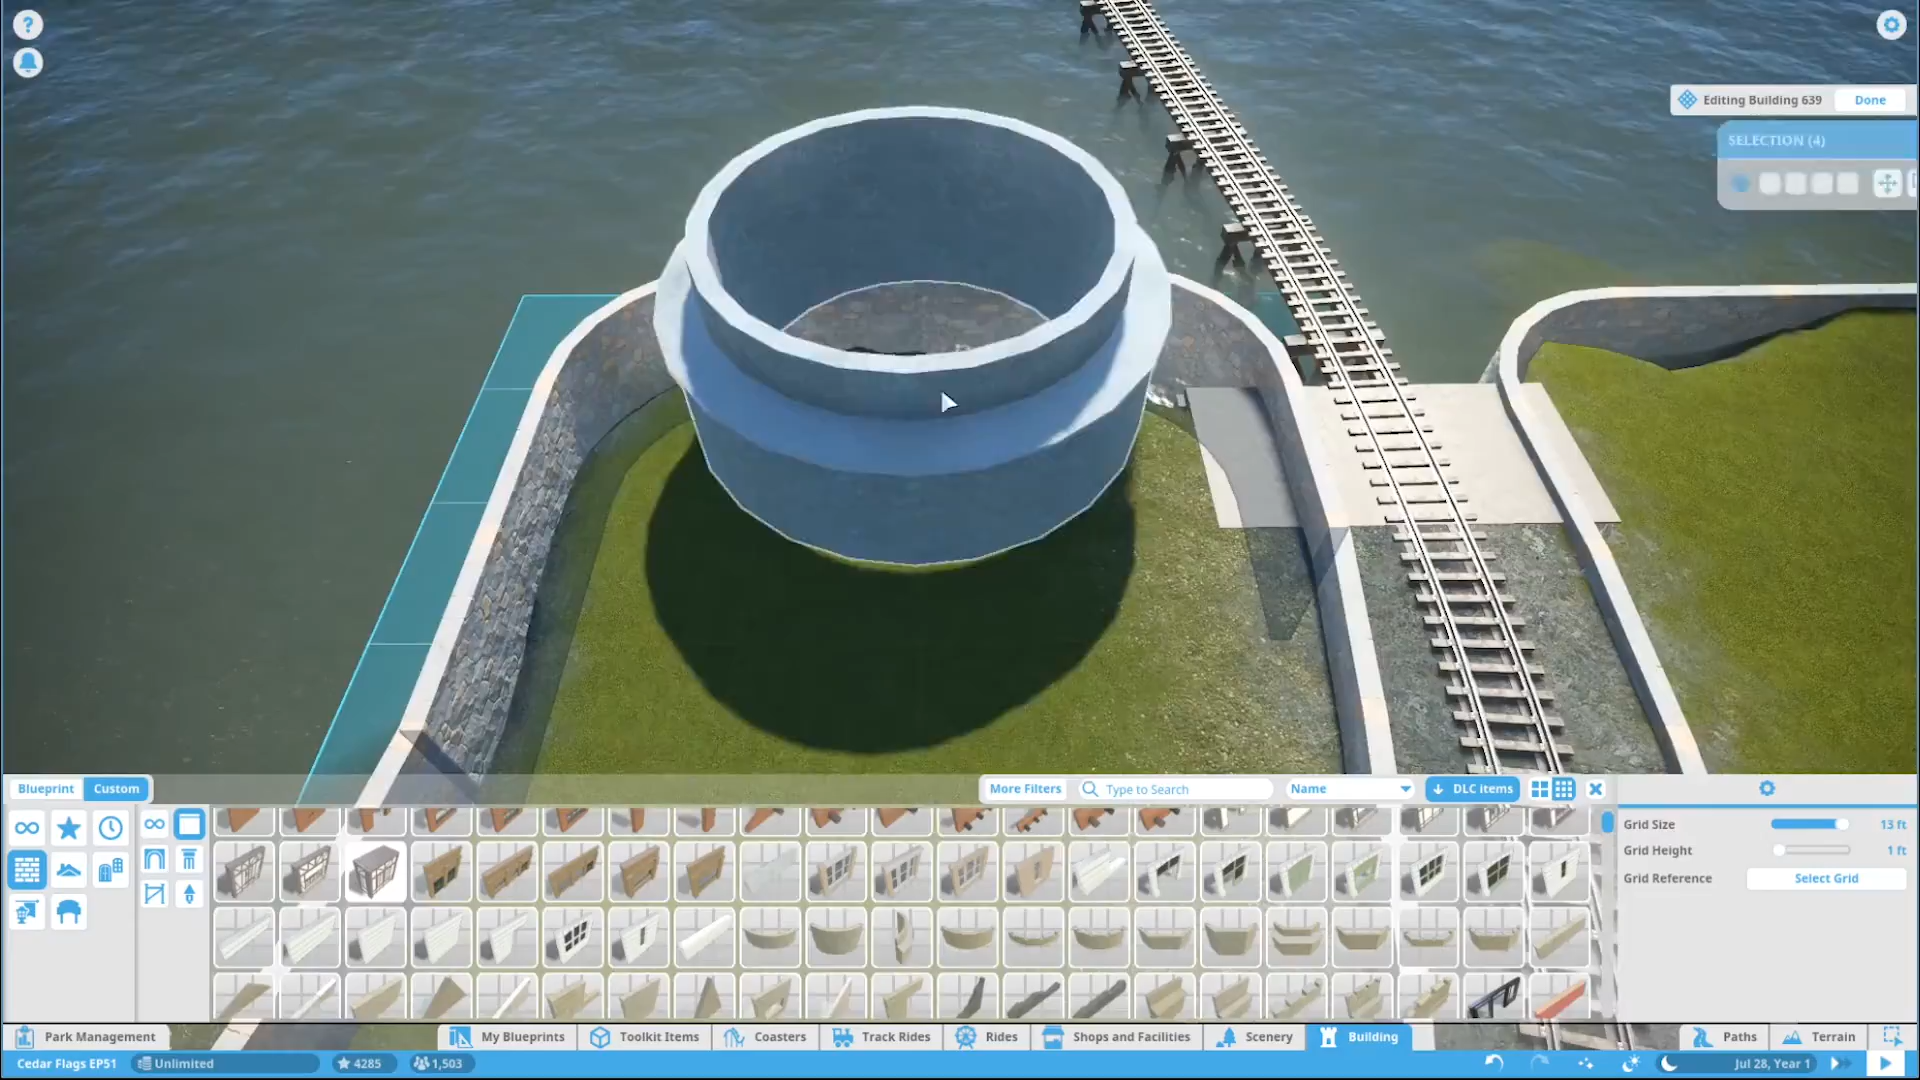 ?
Editing Building 639 Done
SELECTION (4)
Blueprint Custom
More Filters Type to Search Name DLC items
Grid Size 13 ft
Grid Height 1 ft
Grid Reference Select Grid
Park Management My Blueprints Toolkit Items Coasters Track Rides Rides Shops and Facilities Scenery Building Paths Terrain
Cedar Flags EP51 Unlimited 4285 1,503 Jul 28, Year 1